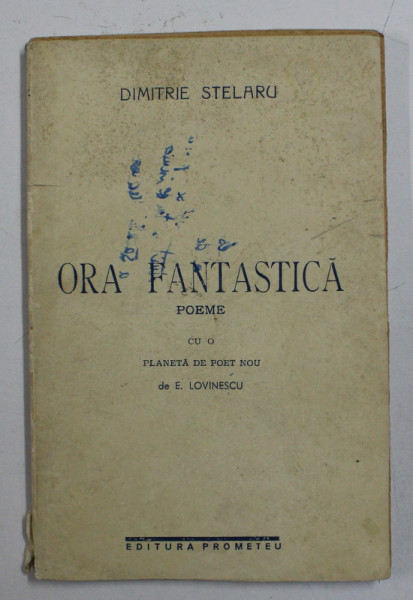 DIMITRIE STELARU
ORA FANTASTICĂ
POEME
CU O
PLANETĂ DE POET NOU
de E. LOVINESCU
EDITURA PROMETEU